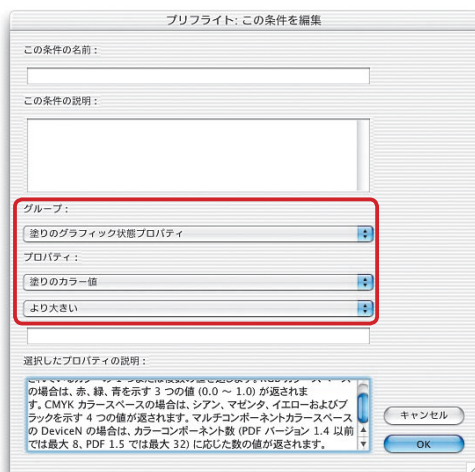 プリフライト: この条件を編集
この条件の名前 :
この条件の説明 :
グループ :
塗りのグラフィック状態プロパティ
プロパティ :
塗りのカラー値
より大きい
選択したプロパティの説明 :
の場合は、赤、緑、青を示す 3 つの値 (0.0 ~ 1.0) が返されま
す。CMYK カラースペースの場合は、シアン、マゼンタ、イエローおよびブ
ラックを示す 4 つの値が返されます。マルチコンポーネントカラースペース
の DeviceN の場合は、カラーコンポーネント数 (PDF バージョン 1.4 以前
では最大 8、PDF 1.5 では最大 32) に応じた数の値が返されます。
キャンセル
OK